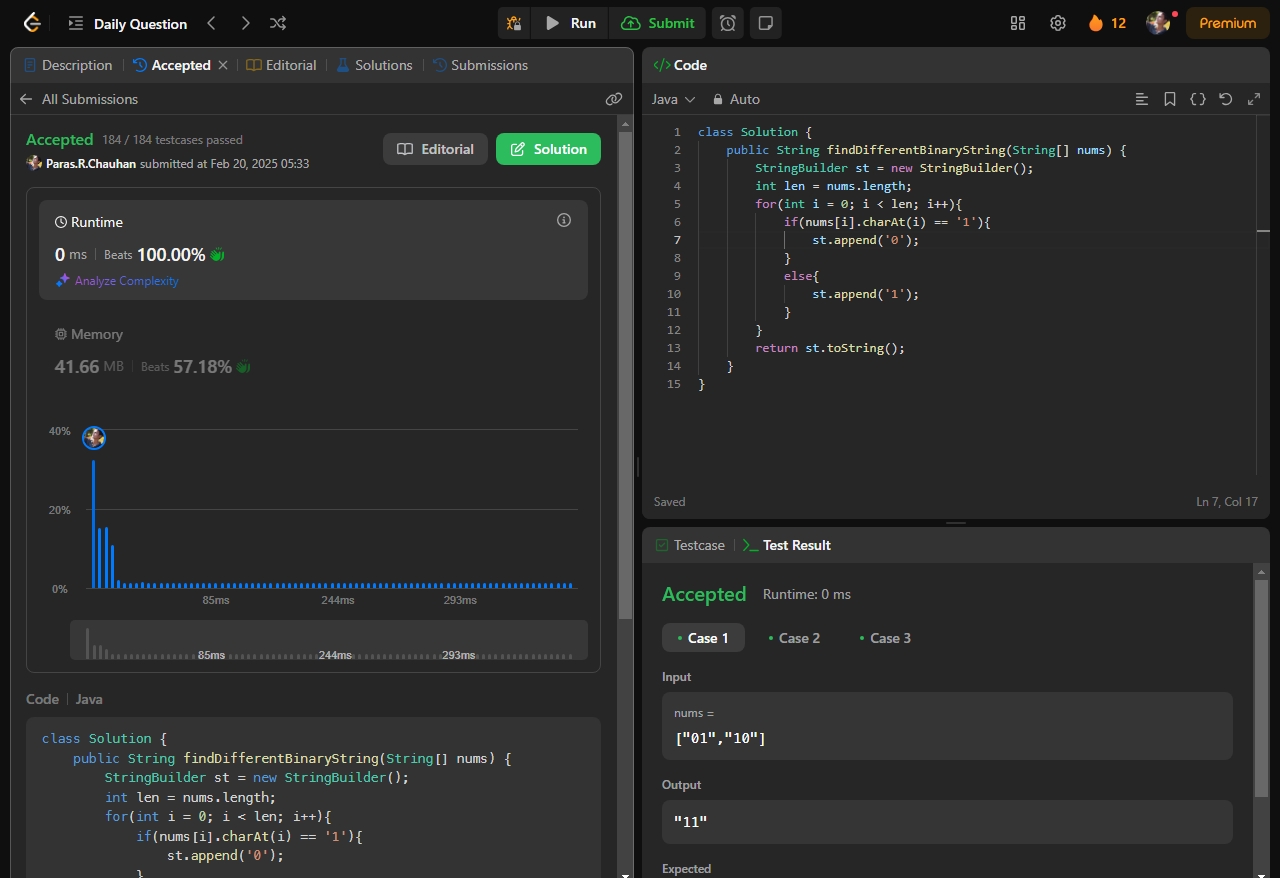 Daily Question
Run
Submit
12
Premium
Description
Accepted
Editorial
Solutions
Submissions
All Submissions
Accepted 184 / 184 testcases passed
Paras.R.Chauhan submitted at Feb 20, 2025 05:33
Editorial
Solution
Runtime
0 ms Beats 100.00%
Analyze Complexity
Memory
41.66 MB Beats 57.18%
40%
20%
0%
85ms 244ms 293ms
85ms 244ms 293ms
Code Java
class Solution {
    public String findDifferentBinaryString(String[] nums) {
        StringBuilder st = new StringBuilder();
        int len = nums.length;
        for(int i = 0; i < len; i++){
            if(nums[i].charAt(i) == '1'){
                st.append('0');
            }
Code
Java Auto
1 class Solution {
2     public String findDifferentBinaryString(String[] nums) {
3         StringBuilder st = new StringBuilder();
4         int len = nums.length;
5         for(int i = 0; i < len; i++){
6             if(nums[i].charAt(i) == '1'){
7                 st.append('0');
8             }
9             else{
10                 st.append('1');
11             }
12         }
13         return st.toString();
14     }
15 }
Saved Ln 7, Col 17
Testcase
Test Result
Accepted Runtime: 0 ms
Case 1 Case 2 Case 3
Input
nums =
["01","10"]
Output
"11"
Expected